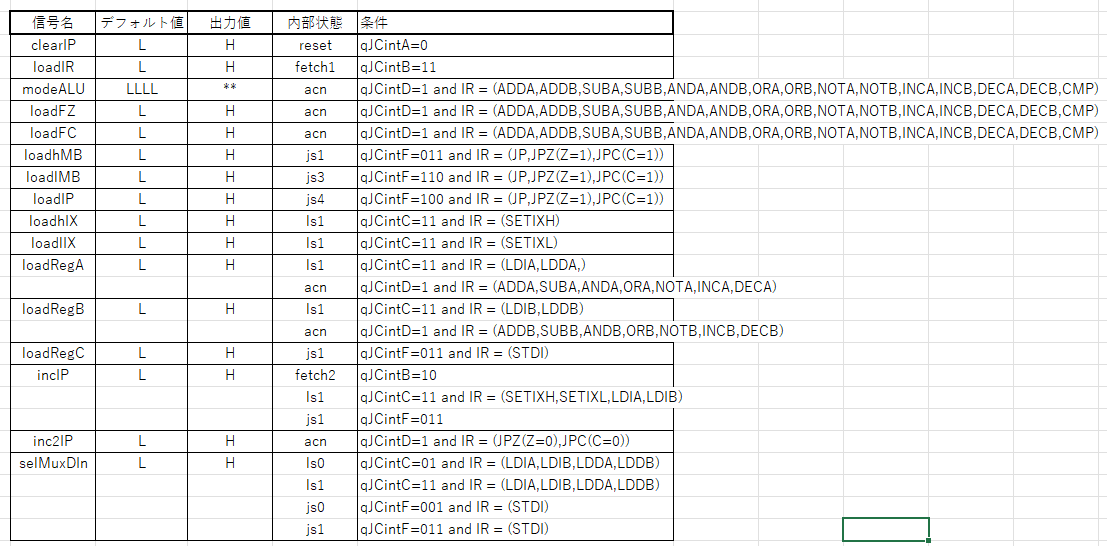 信号名 デフォルト値 出力値 内部状態 条件
clearIP L H reset qJCintA=0
loadIR L H fetch1 qJCintB=11
modeALU LLLL ** acn qJCintD=1 and IR = (ADDA,ADDB,SUBA,SUBB,ANDA,ANDB,ORA,ORB,NOTA,NOTB,INCA,INCB,DECA,DECB,CMP)
loadFZ L H acn qJCintD=1 and IR = (ADDA,ADDB,SUBA,SUBB,ANDA,ANDB,ORA,ORB,NOTA,NOTB,INCA,INCB,DECA,DECB,CMP)
loadFC L H acn qJCintD=1 and IR = (ADDA,ADDB,SUBA,SUBB,ANDA,ANDB,ORA,ORB,NOTA,NOTB,INCA,INCB,DECA,DECB,CMP)
loadhMB L H js1 qJCintF=011 and IR = (JP,JPZ(Z=1),JPC(C=1))
loadlMB L H js3 qJCintF=110 and IR = (JP,JPZ(Z=1),JPC(C=1))
loadIP L H js4 qJCintF=100 and IR = (JP,JPZ(Z=1),JPC(C=1))
loadhIX L H ls1 qJCintC=11 and IR = (SETIXH)
loadlIX L H ls1 qJCintC=11 and IR = (SETIXL)
loadRegA L H ls1 qJCintC=11 and IR = (LDIA,LDDA,)
acn qJCintD=1 and IR = (ADDA,SUBA,ANDA,ORA,NOTA,INCA,DECA)
loadRegB L H ls1 qJCintC=11 and IR = (LDIB,LDDB)
acn qJCintD=1 and IR = (ADDB,SUBB,ANDB,ORB,NOTB,INCB,DECB)
loadRegC L H js1 qJCintF=011 and IR = (STDI)
incIP L H fetch2 qJCintB=10
ls1 qJCintC=11 and IR = (SETIXH,SETIXL,LDIA,LDIB)
js1 qJCintF=011
inc2IP L H acn qJCintD=1 and IR = (JPZ(Z=0),JPC(C=0))
selMuxDIn L H ls0 qJCintC=01 and IR = (LDIA,LDIB,LDDA,LDDB)
ls1 qJCintC=11 and IR = (LDIA,LDIB,LDDA,LDDB)
js0 qJCintF=001 and IR = (STDI)
js1 qJCintF=011 and IR = (STDI)